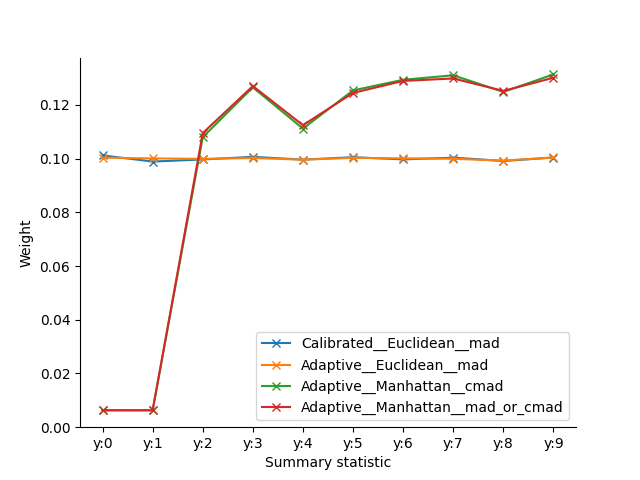 0.12
0.10
0.08
0.06
0.04
0.02
0.00
Weight
Calibrated__Euclidean__mad
Adaptive__Euclidean__mad
Adaptive__Manhattan__cmad
Adaptive__Manhattan__mad_or_cmad
y:0 y:1 y:2 y:3 y:4 y:5 y:6 y:7 y:8 y:9
Summary statistic